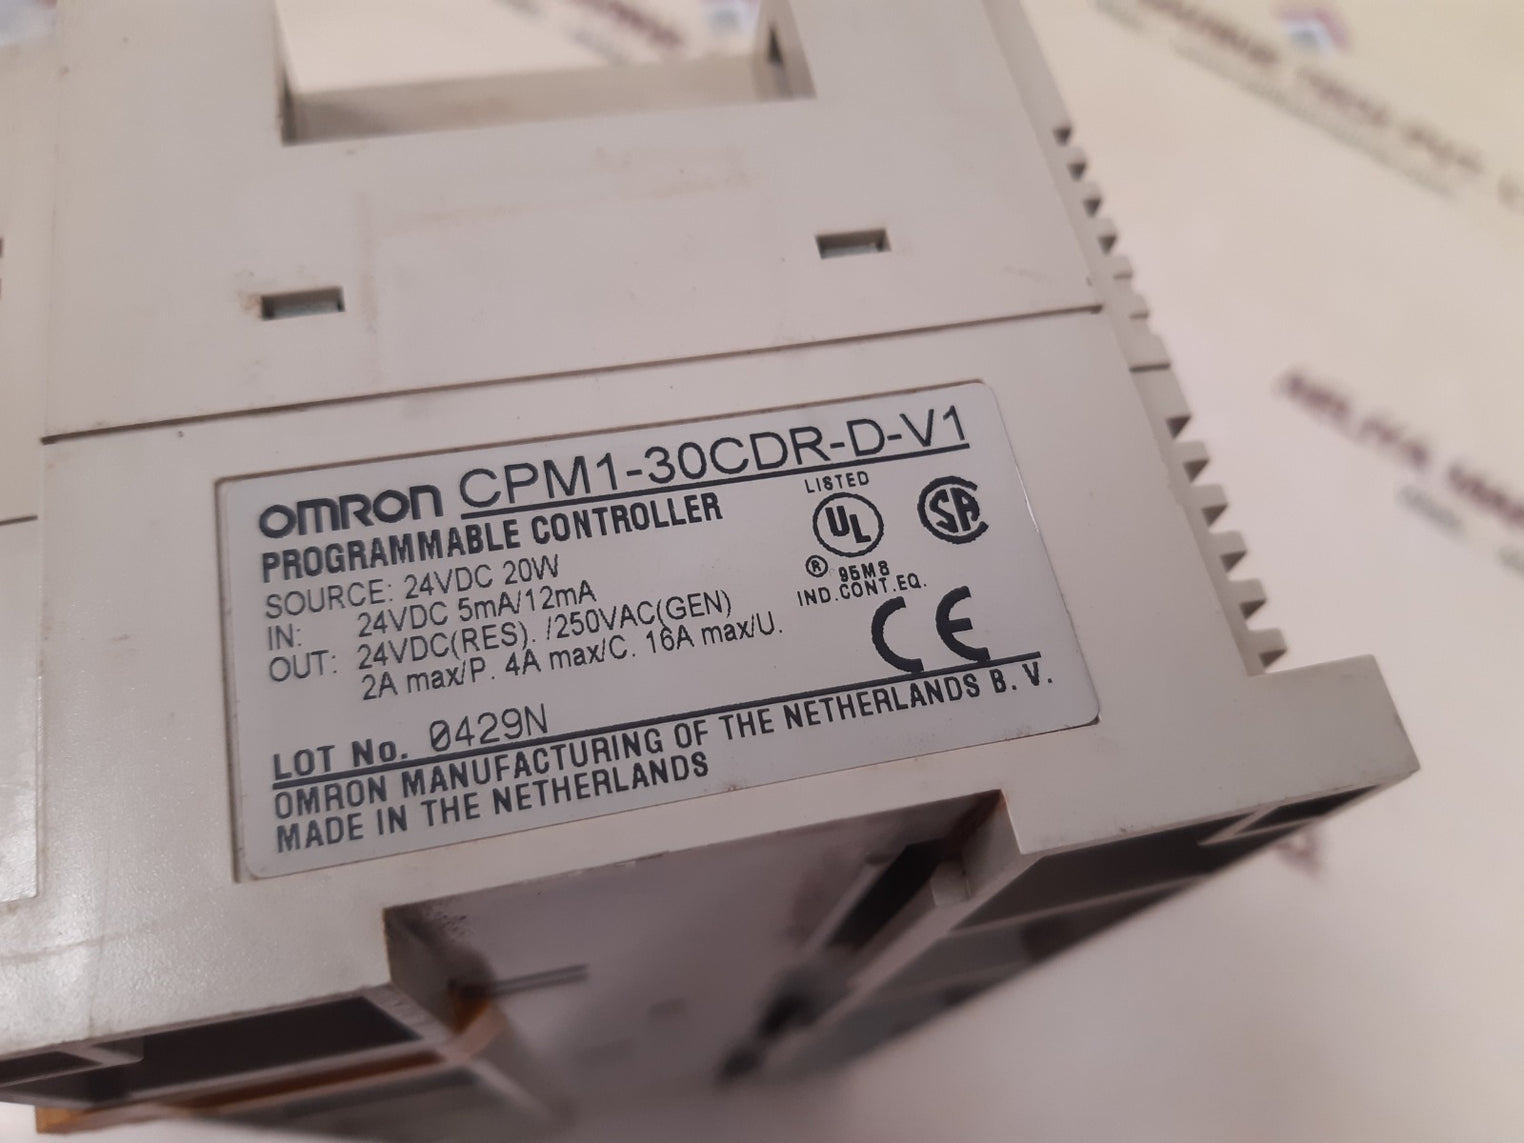 OMRON CPM1-30CDR-D-V1
PROGRAMMABLE CONTROLLER
SOURCE: 24VDC 20W
IN: 24VDC 5mA/12mA
OUT: 24VDC(RES). /250VAC(GEN)
2A max/P. 4A max/C. 16A max/U.
LISTED
UL
SA
® 95M8
IND.CONT.EQ.
CE
LOT No. 0429N
OMRON MANUFACTURING OF THE NETHERLANDS B. V.
MADE IN THE NETHERLANDS